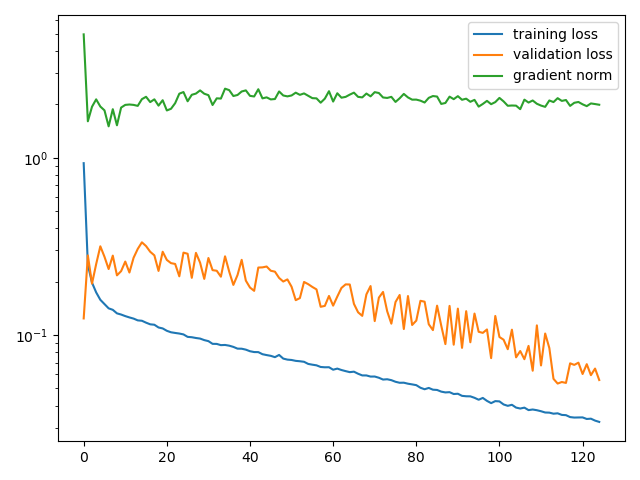 training loss
validation loss
gradient norm
10⁰
10⁻¹
0 20 40 60 80 100 120